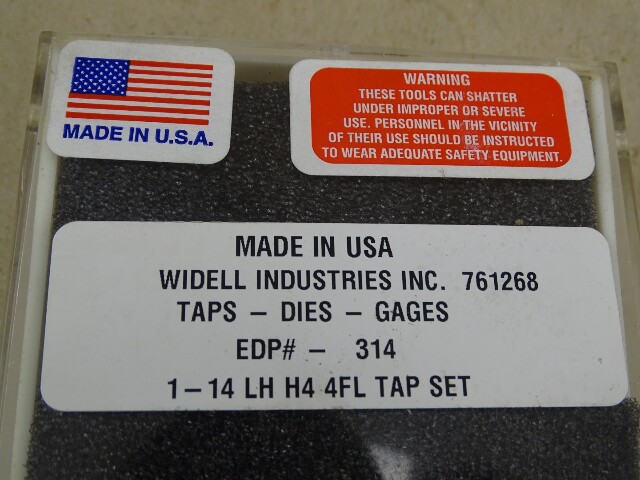 MADE IN U.S.A.
WARNING
THESE TOOLS CAN SHATTER
UNDER IMPROPER OR SEVERE
USE. PERSONNEL IN THE VICINITY
OF THEIR USE SHOULD BE INSTRUCTED
TO WEAR ADEQUATE SAFETY EQUIPMENT.
MADE IN USA
WIDELL INDUSTRIES INC. 761268
TAPS – DIES – GAGES
EDP# – 314
1–14 LH H4 4FL TAP SET